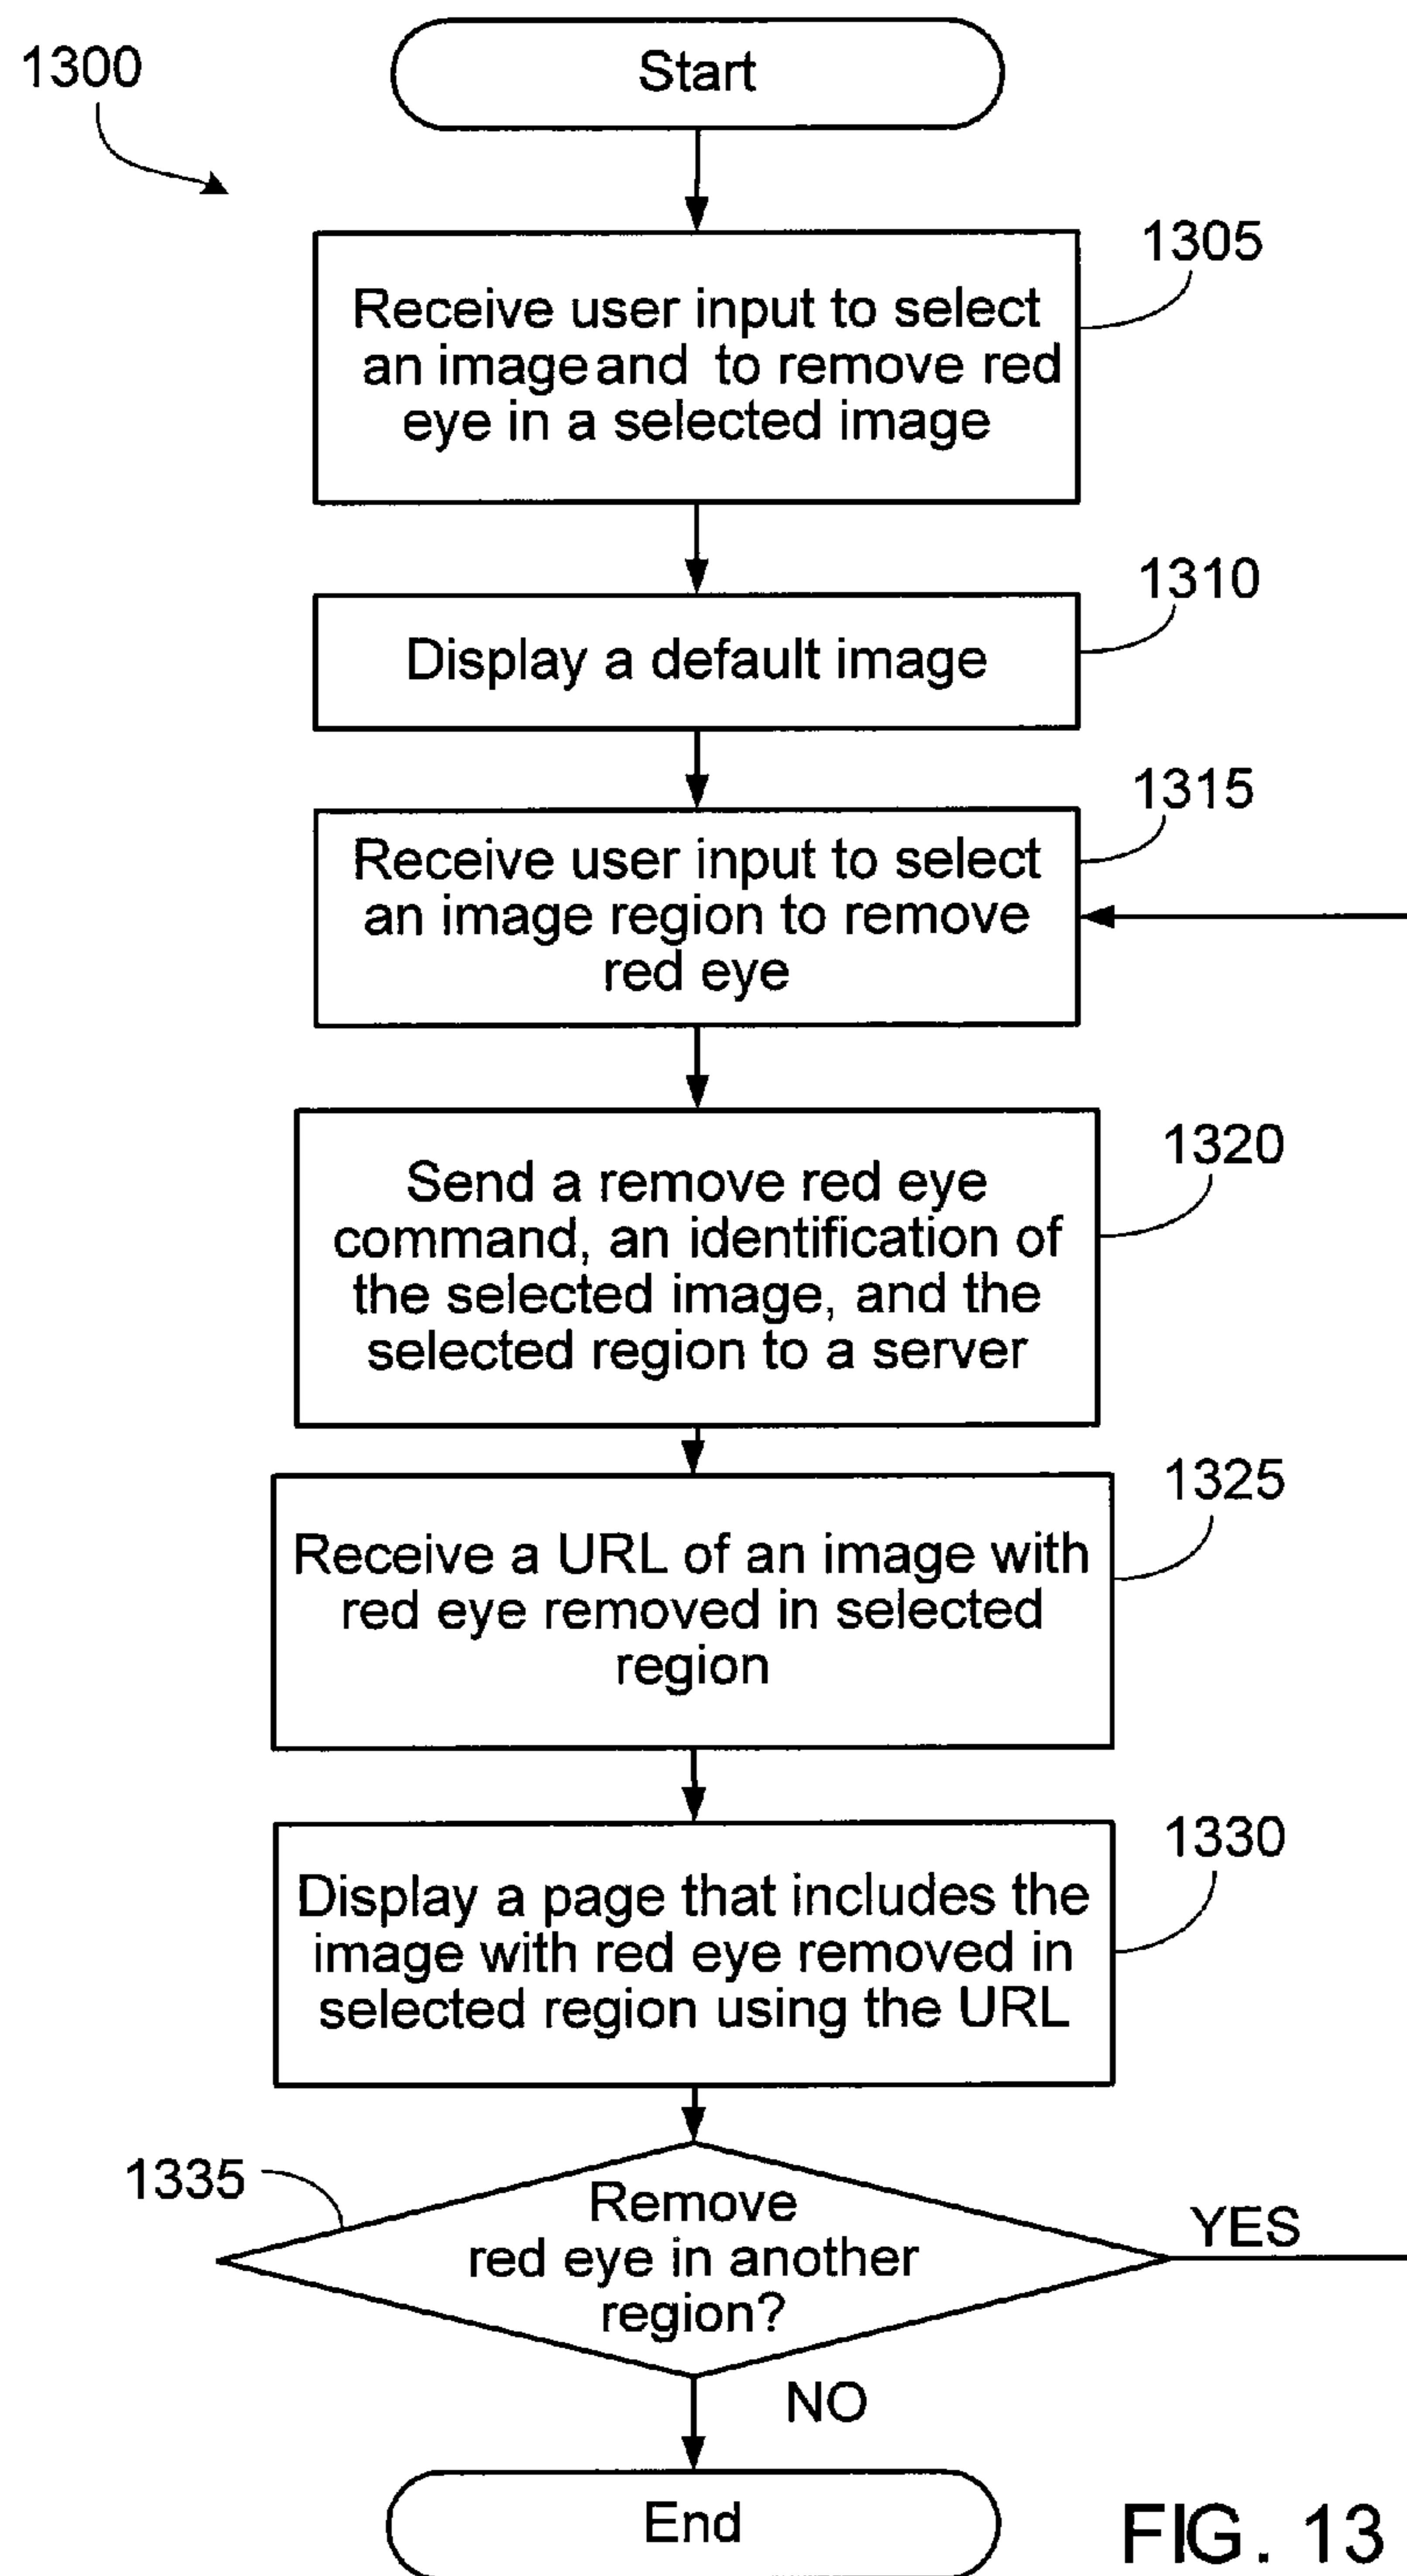 1300
Start
1305
Receive user input to select
an image and to remove red
eye in a selected image
1310
Display a default image
1315
Receive user input to select
an image region to remove
red eye
1320
Send a remove red eye
command, an identification of
the selected image, and the
selected region to a server
1325
Receive a URL of an image with
red eye removed in selected
region
1330
Display a page that includes the
image with red eye removed in
selected region using the URL
1335
Remove
red eye in another
region?
YES
NO
End
FIG. 13